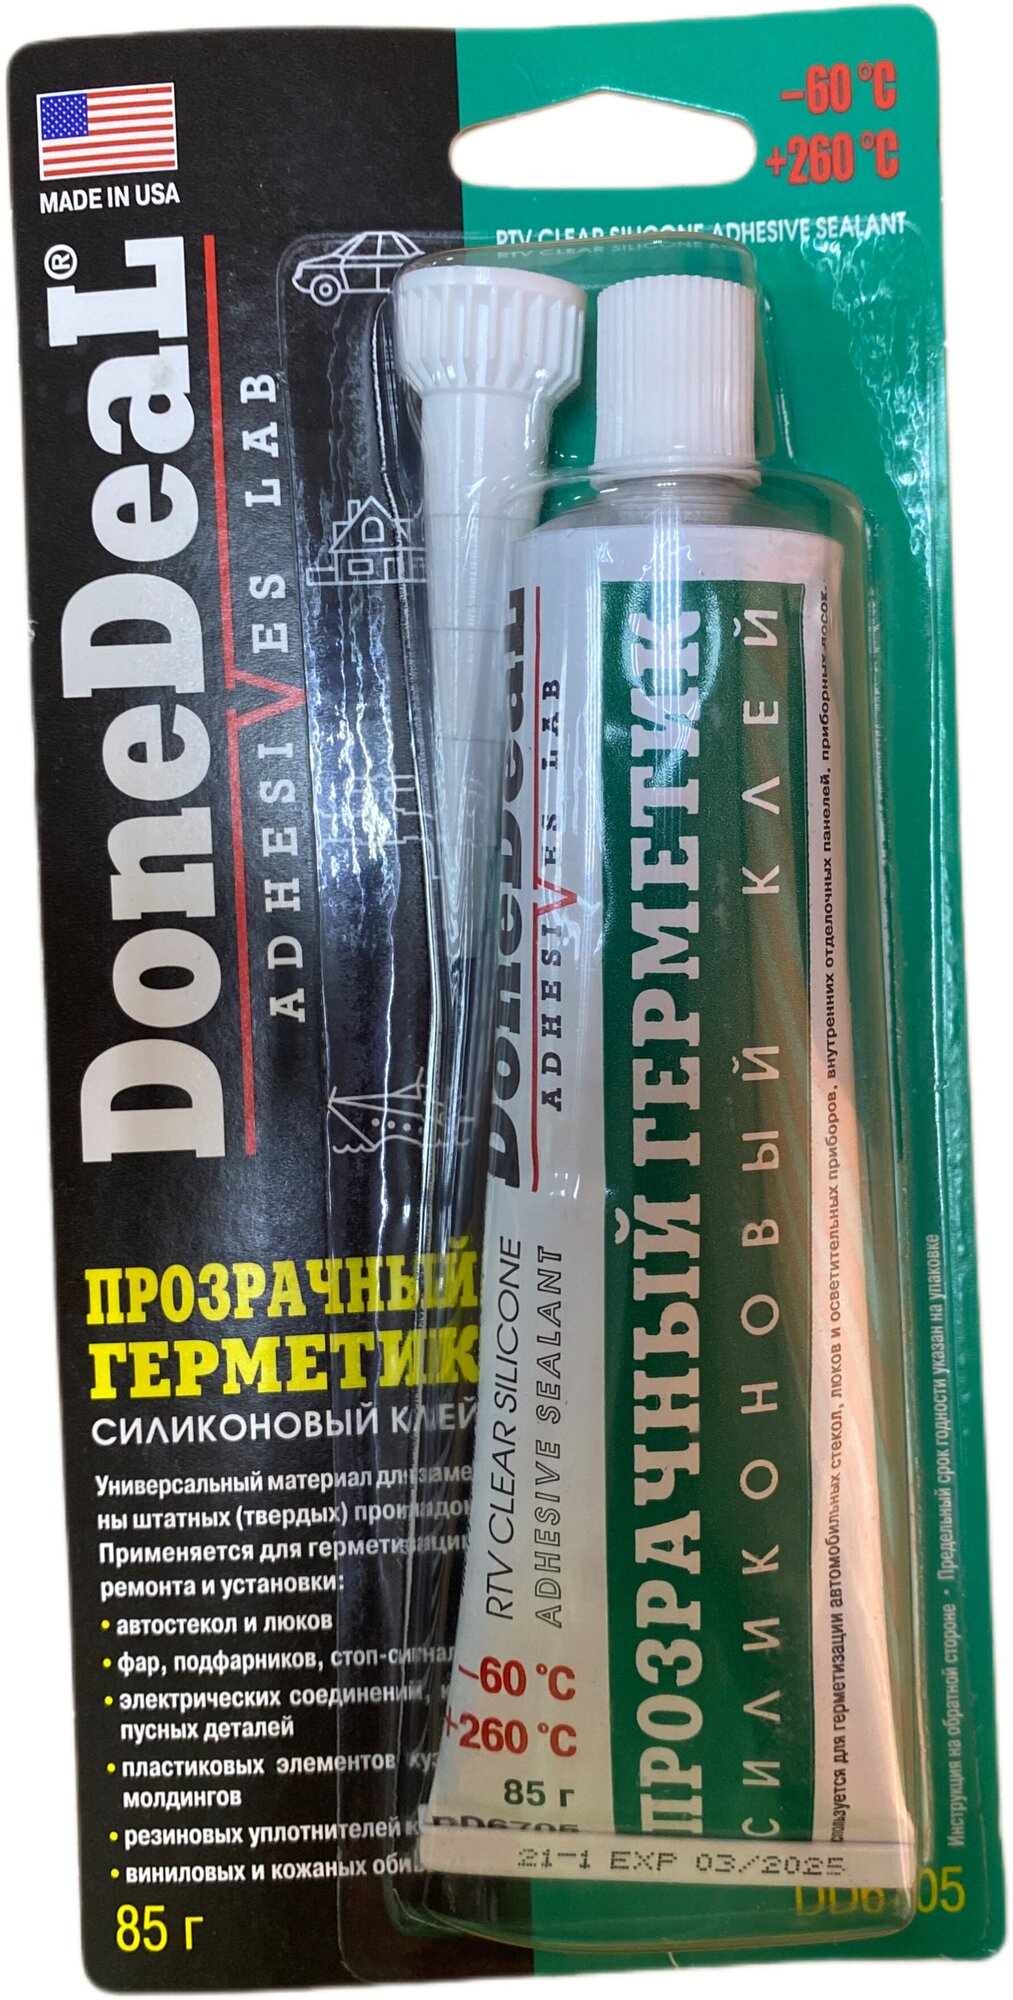 MADE IN USA
–60 °C
+260 °C
RTV CLEAR SILICONE ADHESIVE SEALANT
DoneDeaL®
ADHESIVES LAB
ПРОЗРАЧНЫЙ
ГЕРМЕТИК
СИЛИКОНОВЫЙ КЛЕЙ
Универсальный материал для заме
ны штатных (твердых) прокладок
Применяется для герметизации
ремонта и установки:
• автостекол и люков
• фар, подфарников, стоп-сигнал
• электрических соединений,
пусных деталей
• пластиковых элементов куз
молдингов
• резиновых уплотнителей к
• виниловых и кожаных оби
85 г
DoneDeaL
ADHESIVES LAB
RTV CLEAR SILICONE
ADHESIVE SEALANT
–60 °C
+260 °C
85 г
DD6705
ПРОЗРАЧНЫЙ ГЕРМЕТИК
СИЛИКОНОВЫЙ КЛЕЙ
пользуется для герметизации автомобильных стекол, люков и осветительных приборов, внутренних отделочных панелей, приборных досок.
21-1 EXP 03/2025
Инструкция на обратной стороне • Предельный срок годности указан на упаковке
DD6705